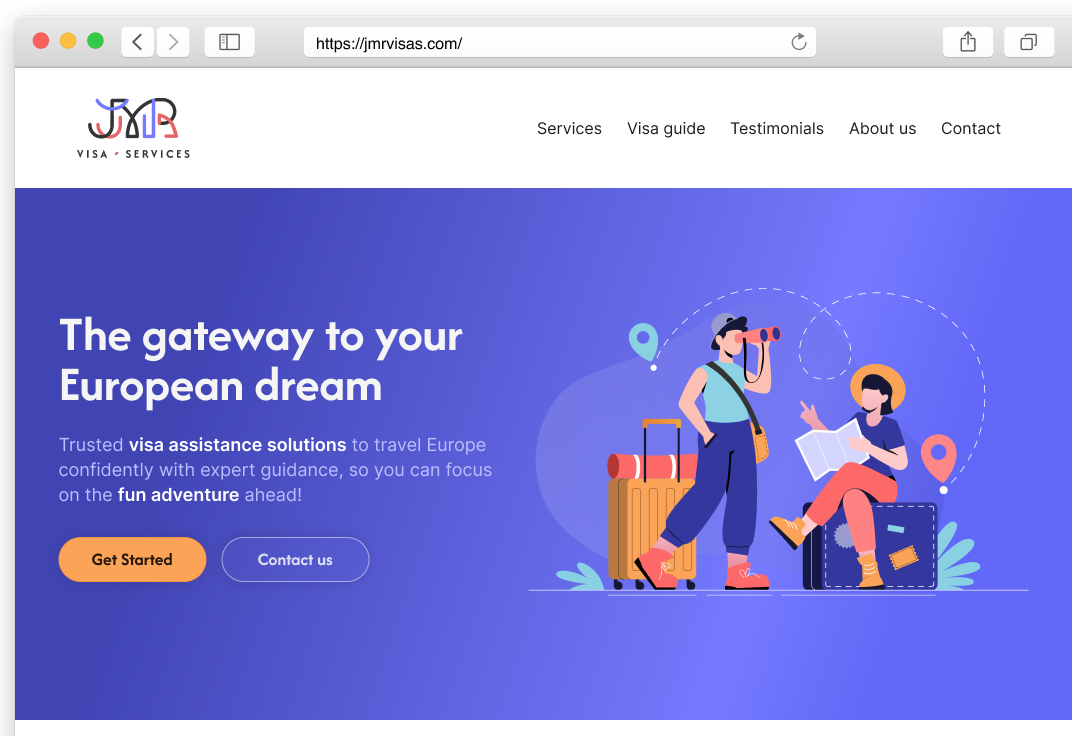 https://jmrvisas.com/
JMR
VISA • SERVICES
Services Visa guide Testimonials About us Contact
The gateway to your
European dream
Trusted visa assistance solutions to travel Europe
confidently with expert guidance, so you can focus
on the fun adventure ahead!
Get Started Contact us